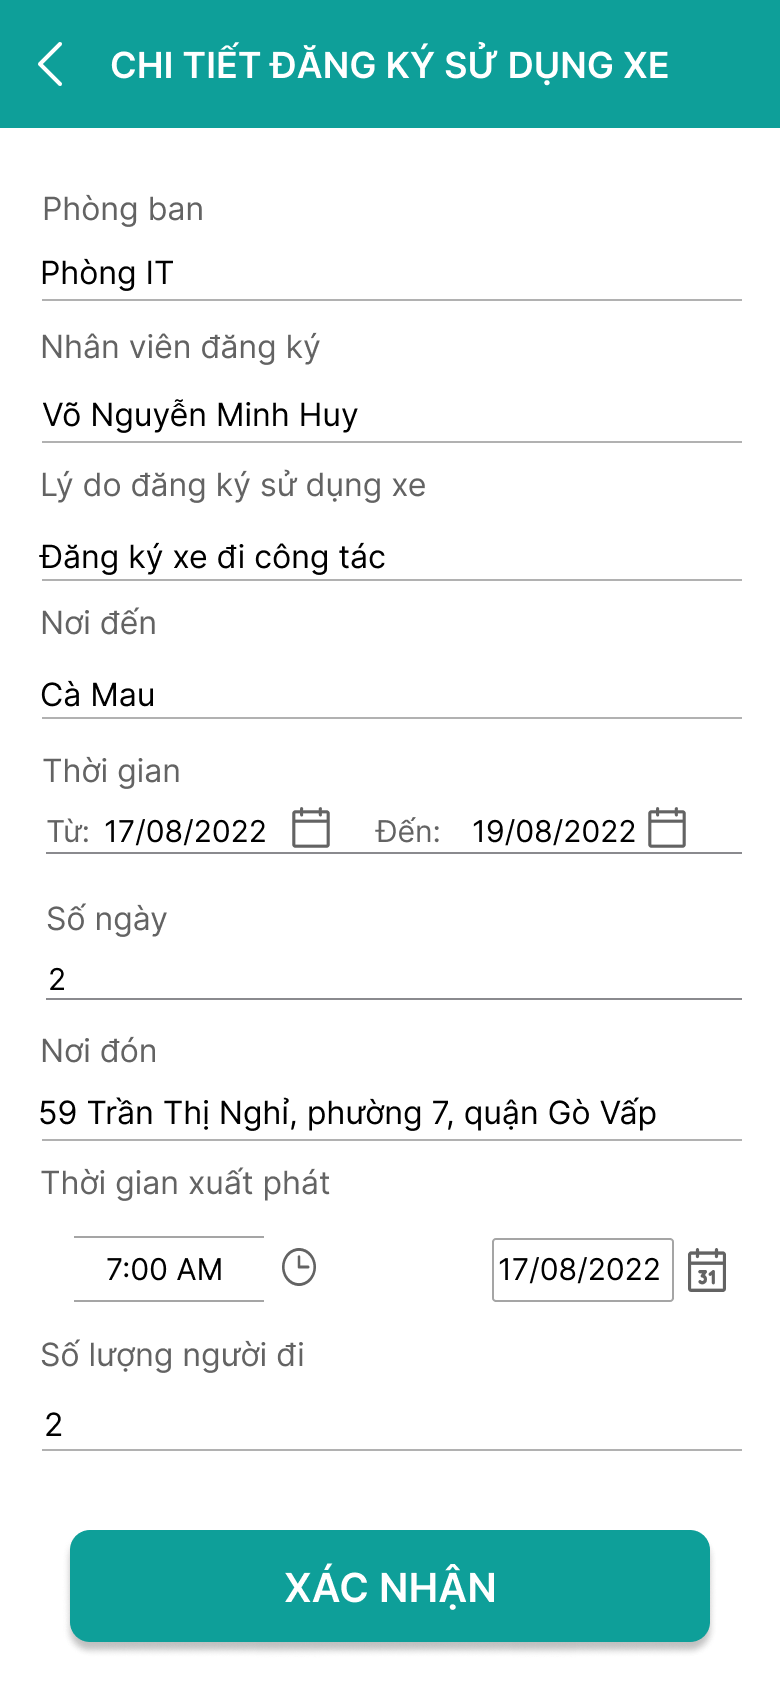 CHI TIẾT ĐĂNG KÝ SỬ DỤNG XE
Phòng ban
Phòng IT
Nhân viên đăng ký
Võ Nguyễn Minh Huy
Lý do đăng ký sử dụng xe
Đăng ký xe đi công tác
Nơi đến
Cà Mau
Thời gian
Từ: 17/08/2022 Đến: 19/08/2022
Số ngày
2
Nơi đón
59 Trần Thị Nghỉ, phường 7, quận Gò Vấp
Thời gian xuất phát
7:00 AM 17/08/2022 31
Số lượng người đi
2
XÁC NHẬN